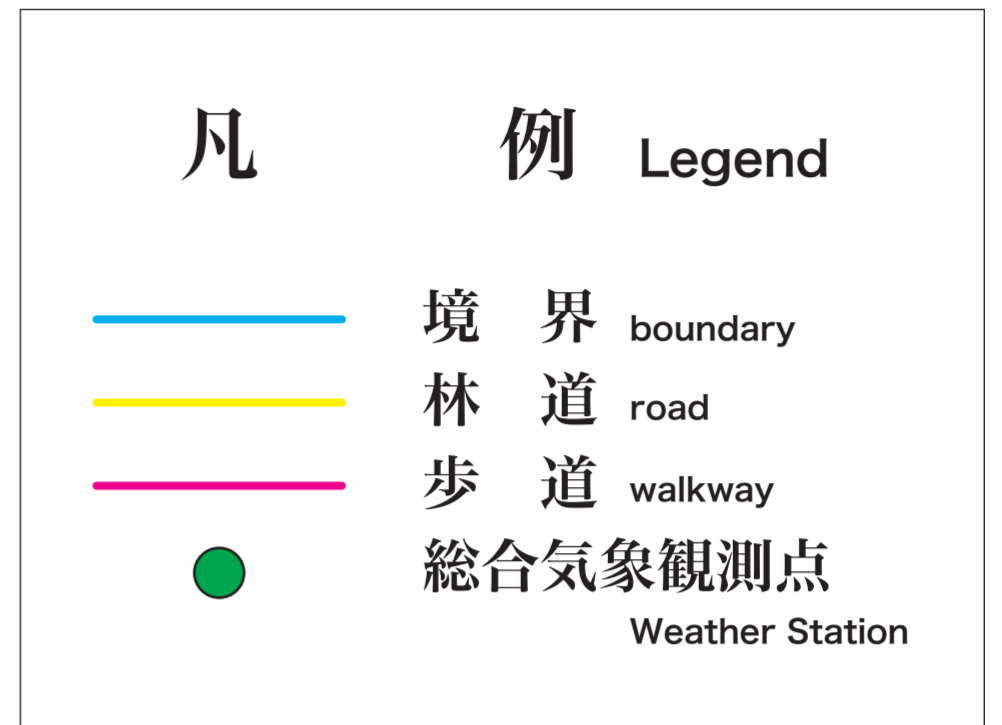 凡 例 Legend
境 界 boundary
林 道 road
歩 道 walkway
総合気象観測点
Weather Station